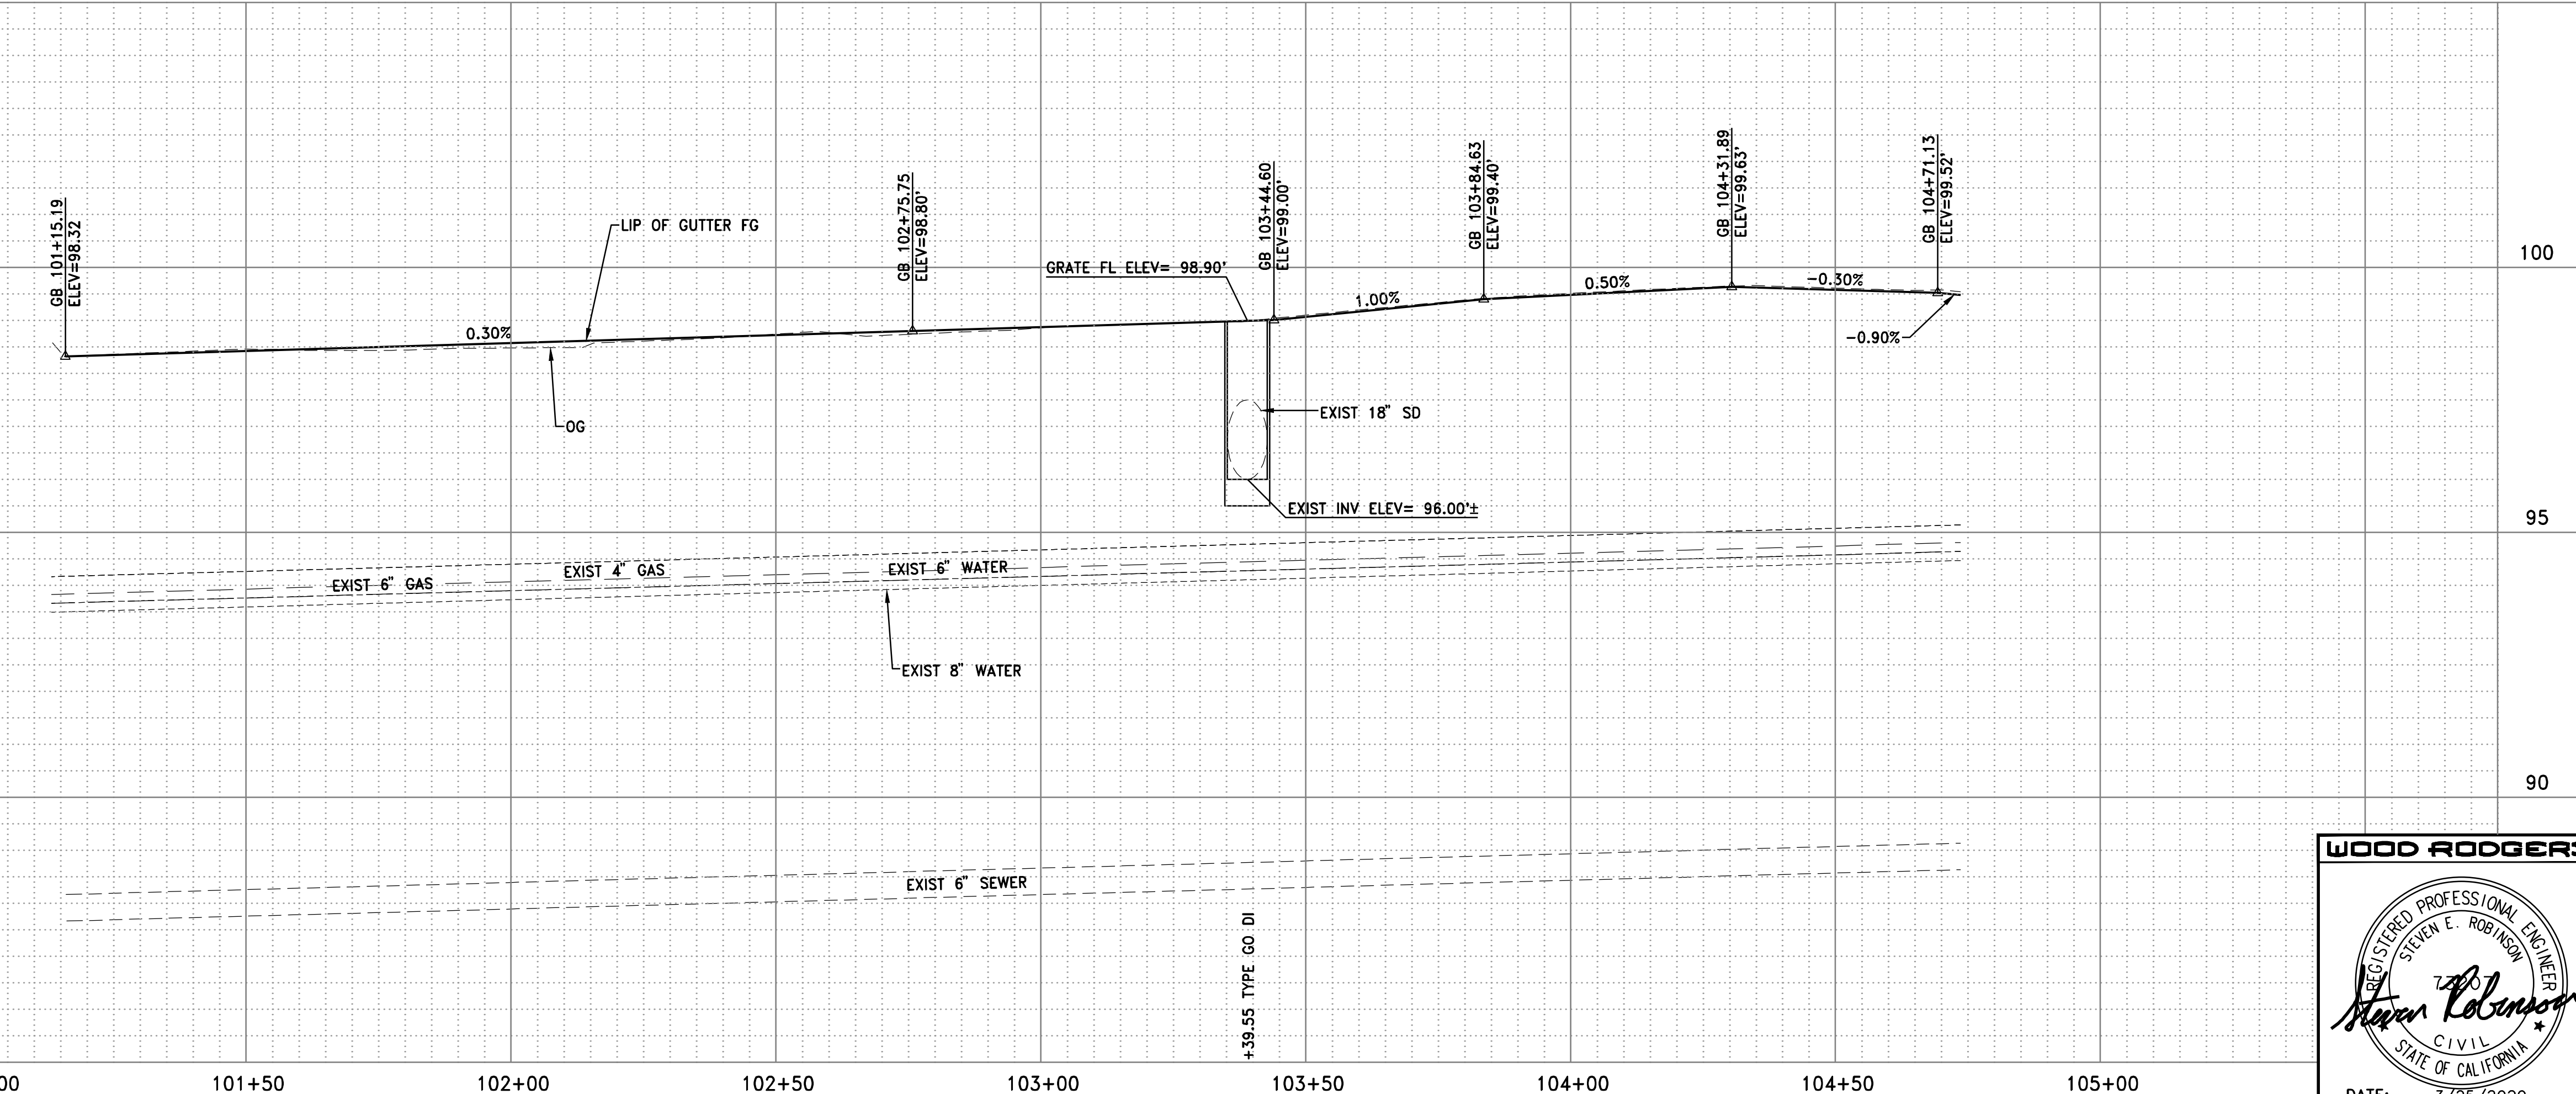 GB 101+15.19
ELEV=98.32
0.30%
LIP OF GUTTER FG
OG
GB 102+75.75
ELEV=98.80'
GRATE FL ELEV= 98.90'
GB 103+44.60
ELEV=99.00'
1.00%
GB 103+84.63
ELEV=99.40'
0.50%
GB 104+31.89
ELEV=99.63'
-0.30%
GB 104+71.13
ELEV=99.52'
-0.90%
100
EXIST 18" SD
EXIST INV ELEV= 96.00'±
95
EXIST 6" GAS
EXIST 4" GAS
EXIST 6" WATER
EXIST 8" WATER
90
EXIST 6" SEWER
+39.55 TYPE GO DI
00
101+50
102+00
102+50
103+00
103+50
104+00
104+50
105+00
WOOD RODGERS
REGISTERED PROFESSIONAL ENGINEER
STEVEN E. ROBINSON
Steven Robinson
CIVIL
STATE OF CALIFORNIA